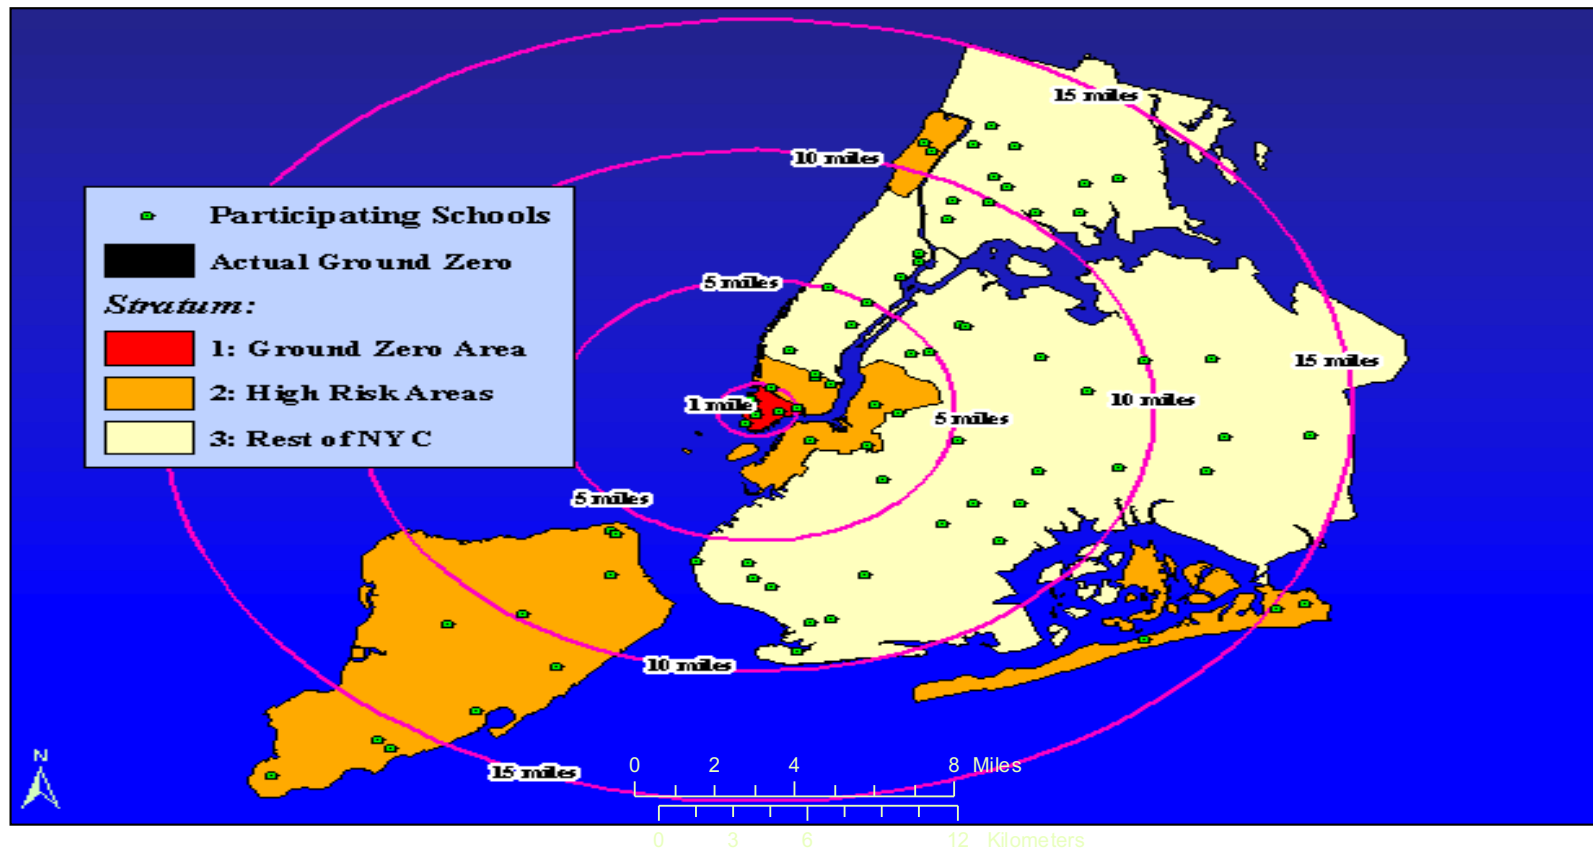 15 miles
10 miles
Participating Schools
Actual Ground Zero
5 miles
Stratum:
1: Ground Zero Area
15 miles
2: High Risk Areas
1 mile
10 miles
5 miles
3: Rest of NYC
5 miles
10 miles
N
15 miles
0 2 4 8 Miles
0 3 6 12 Kilometers